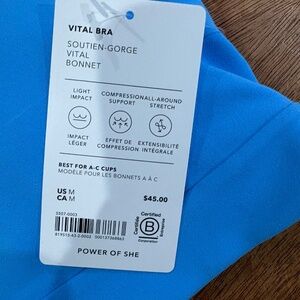 VITAL BRA
SOUTIEN-GORGE
VITAL
BONNET
LIGHT COMPRESSION ALL-AROUND
IMPACT SUPPORT STRETCH
IMPACT EFFET DE EXTENSIBILITÉ
LÉGER COMPRESSION INTÉGRALE
BEST FOR A-C CUPS
MODÈLE POUR LES BONNETS A À C
US M
CA M $45.00
Certified
B
Corporation
POWER OF SHE